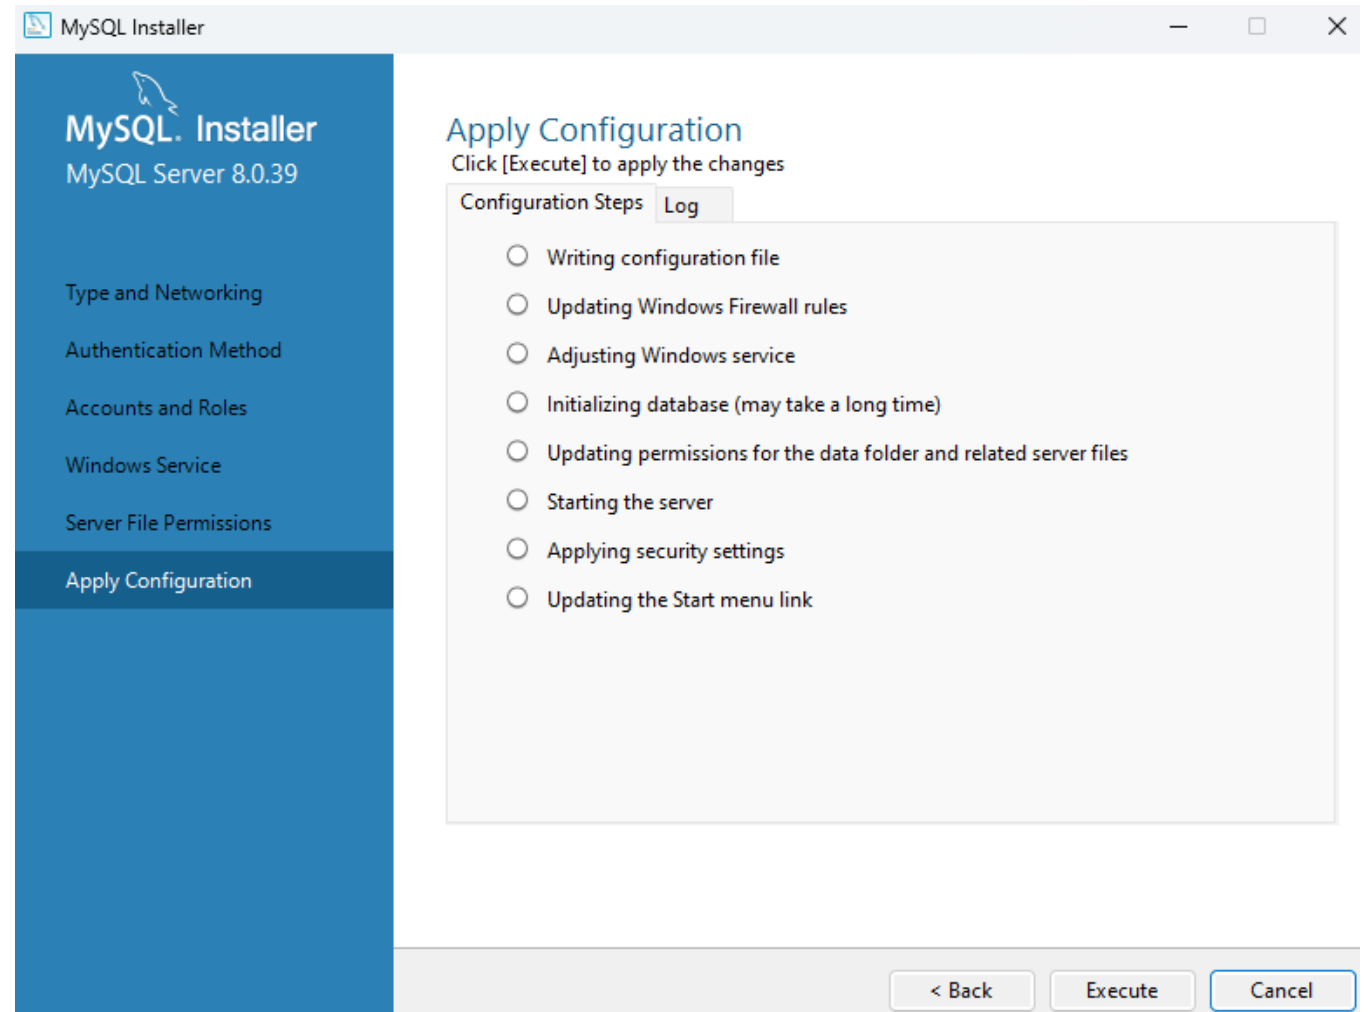 MySQL Installer
MySQL. Installer
MySQL Server 8.0.39
Type and Networking
Authentication Method
Accounts and Roles
Windows Service
Server File Permissions
Apply Configuration
Apply Configuration
Click [Execute] to apply the changes
Configuration Steps Log
Writing configuration file
Updating Windows Firewall rules
Adjusting Windows service
Initializing database (may take a long time)
Updating permissions for the data folder and related server files
Starting the server
Applying security settings
Updating the Start menu link
< Back Execute Cancel